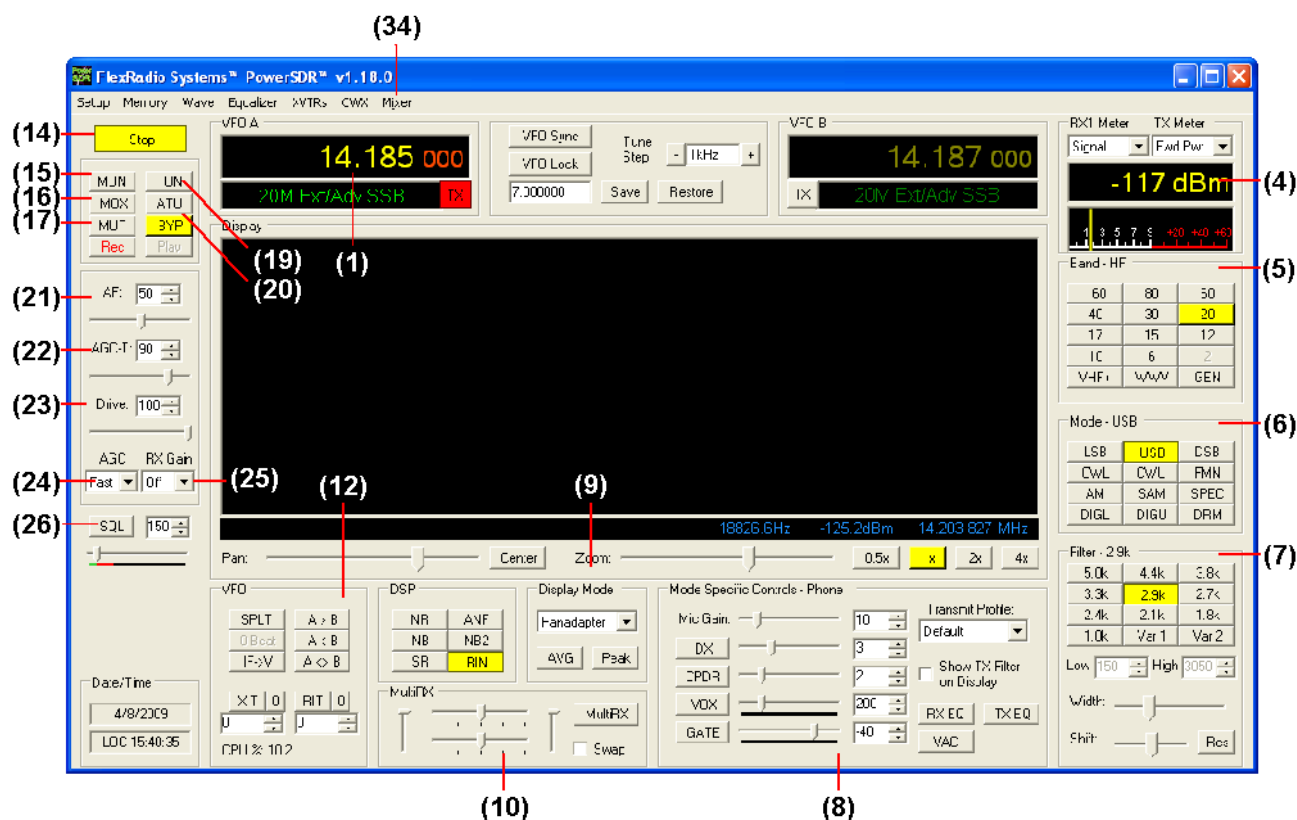 (34)
FlexRadio Systems™ PowerSDR™ v1.18.0
Setup Memory Wave Equalizer XVTRs CWX Mixer
(14)
Stop
VFO A
14.185 000
20M Ext/Adv SSB TX
VFO Sync
VFO Lock
Tune Step - 1kHz +
7.000000 Save Restore
VFO B
14.187 000
TX 20M Ext/Adv SSB
RX1 Meter TX Meter
Signal Fwd Pwr
-117 dBm
(4)
1 3 5 7 9 +20 +40 +60
(15)
MON
(16)
MOX ATU
(17)
MUT BYP
Rec Play
(19)
(20)
(1)
Display
(5)
Band - HF
80
40 30 20
17 15 12
10 6 2
VHF+ WWV GEN
(21)
AF: 50
(22)
AGC-T: 90
(23)
Drive: 100
AGC RX Gain
(24)
Fast Off
(25)
(26)
SQL 150
(12)
(9)
(6)
Mode - USB
LSB USB DSB
CWL FMN
AM SAM SPEC
DIGL DIGU DRM
18826.6Hz -125.2dBm 14.203 827 MHz
Pan: Center Zoom: 0.5x x 2x 4x
(7)
Filter - 2.9k
5.0k 4.4k 3.8k
3.3k 2.9k 2.7k
2.4k 2.1k 1.8k
1.0k Var 1 Var 2
Low 150 High 3050
Width:
Shift: Res
VFO
SPLT A > B
0 Beat A < B
IF->V A <> B
XIT 0 RIT 0
CPU %: 10.2
DSP
NR ANF
NB NB2
SR BIN
Display Mode
Panadapter
AVG Peak
MultiRX
MultiRX
Swap
(10)
Mode Specific Controls - Phone
Mic Gain: 10
DX 3
CPDR 2
VOX 200
GATE -40
Transmit Profile:
Default
Show TX Filter on Display
RX EQ TX EQ
VAC
(8)
Date/Time
4/8/2009
LOC 15:40:35